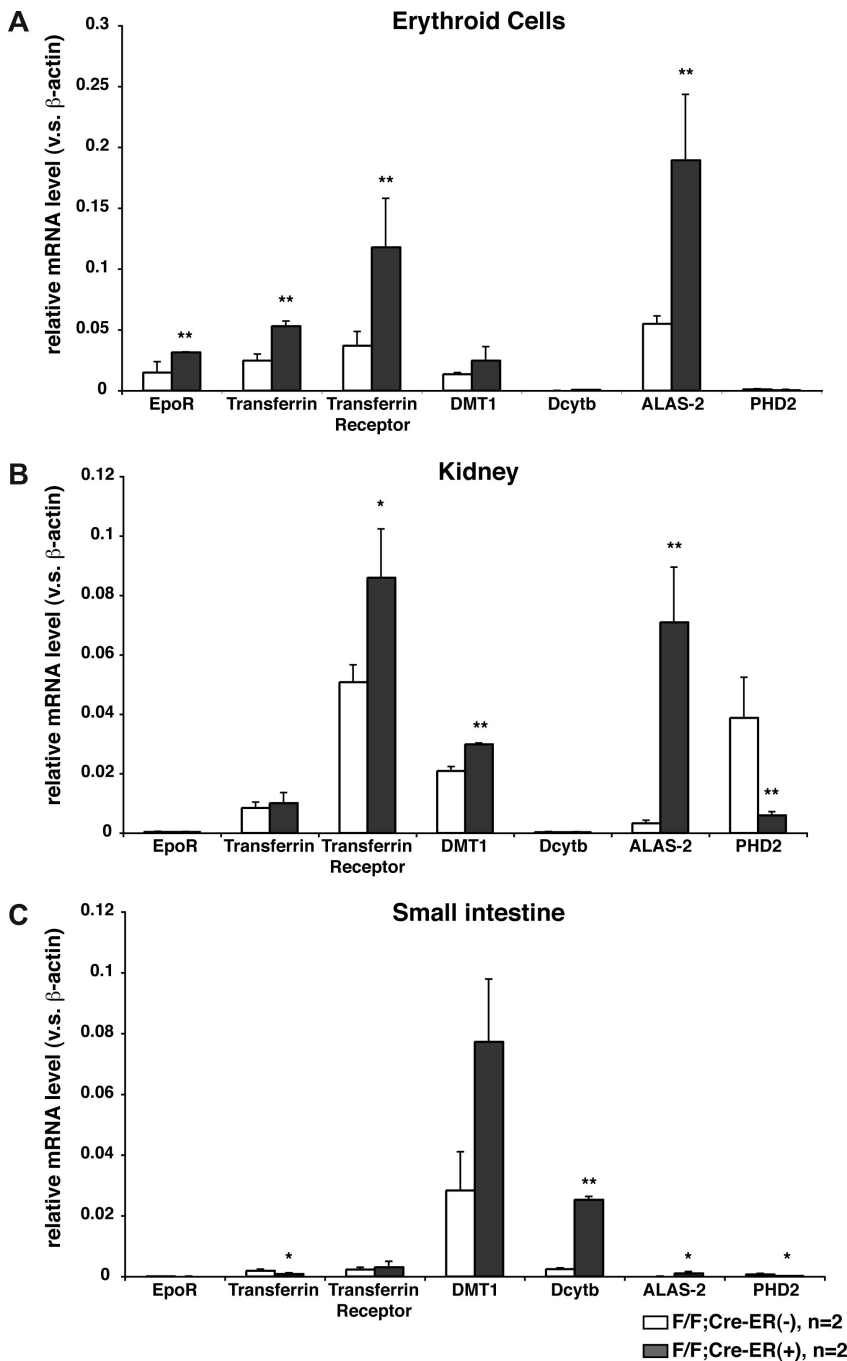 A
Erythroid Cells
relative mRNA level (v.s. β-actin)
0.3
0.25
0.2
0.15
0.1
0.05
0
**
**
**
**
EpoR
Transferrin
Transferrin
Receptor
DMT1
Dcytb
ALAS-2
PHD2
B
Kidney
relative mRNA level (v.s. β-actin)
0.12
0.1
0.08
0.06
0.04
0.02
0
*
**
**
**
EpoR
Transferrin
Transferrin
Receptor
DMT1
Dcytb
ALAS-2
PHD2
C
Small intestine
relative mRNA level (v.s. β-actin)
0.12
0.1
0.08
0.06
0.04
0.02
0
*
**
*
*
EpoR
Transferrin
Transferrin
Receptor
DMT1
Dcytb
ALAS-2
PHD2
F/F;Cre-ER(-), n=2
F/F;Cre-ER(+), n=2